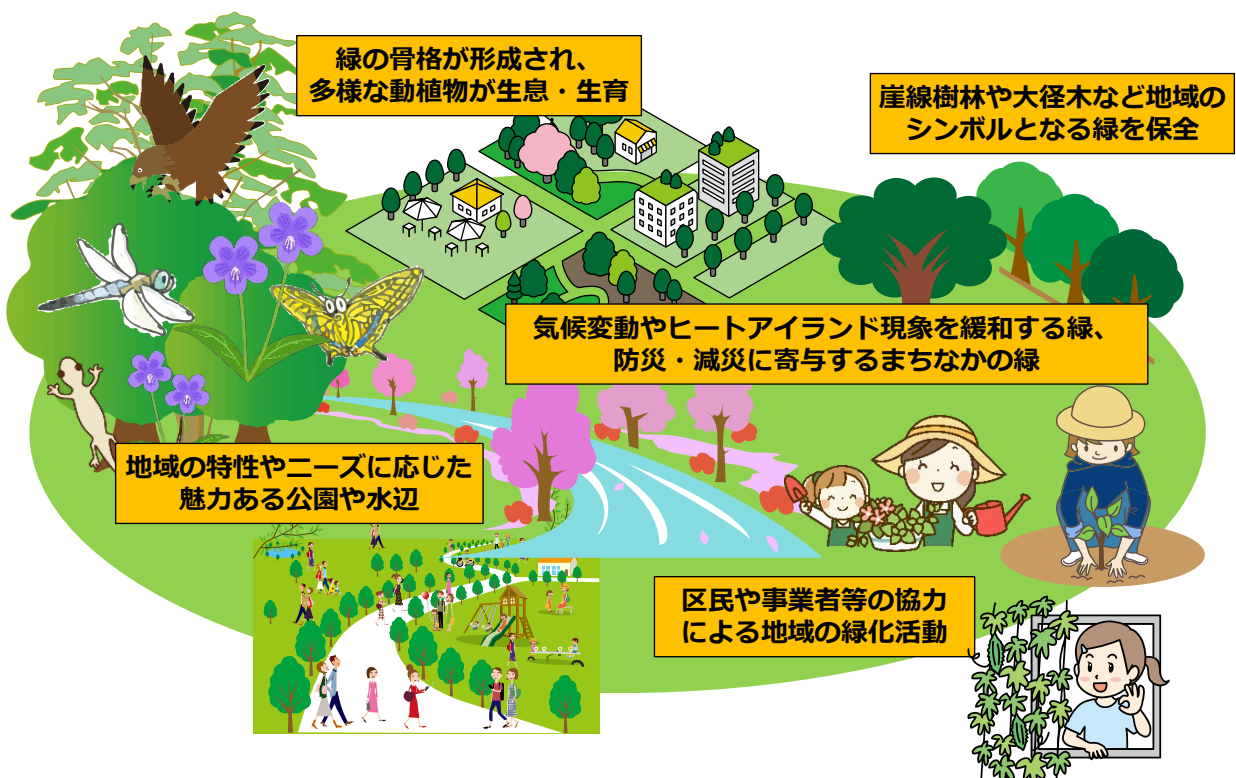 緑の骨格が形成され、
多様な動植物が生息・生育
崖線樹林や大径木など地域の
シンボルとなる緑を保全
気候変動やヒートアイランド現象を緩和する緑、
防災・減災に寄与するまちなかの緑
地域の特性やニーズに応じた
魅力ある公園や水辺
区民や事業者等の協力
による地域の緑化活動